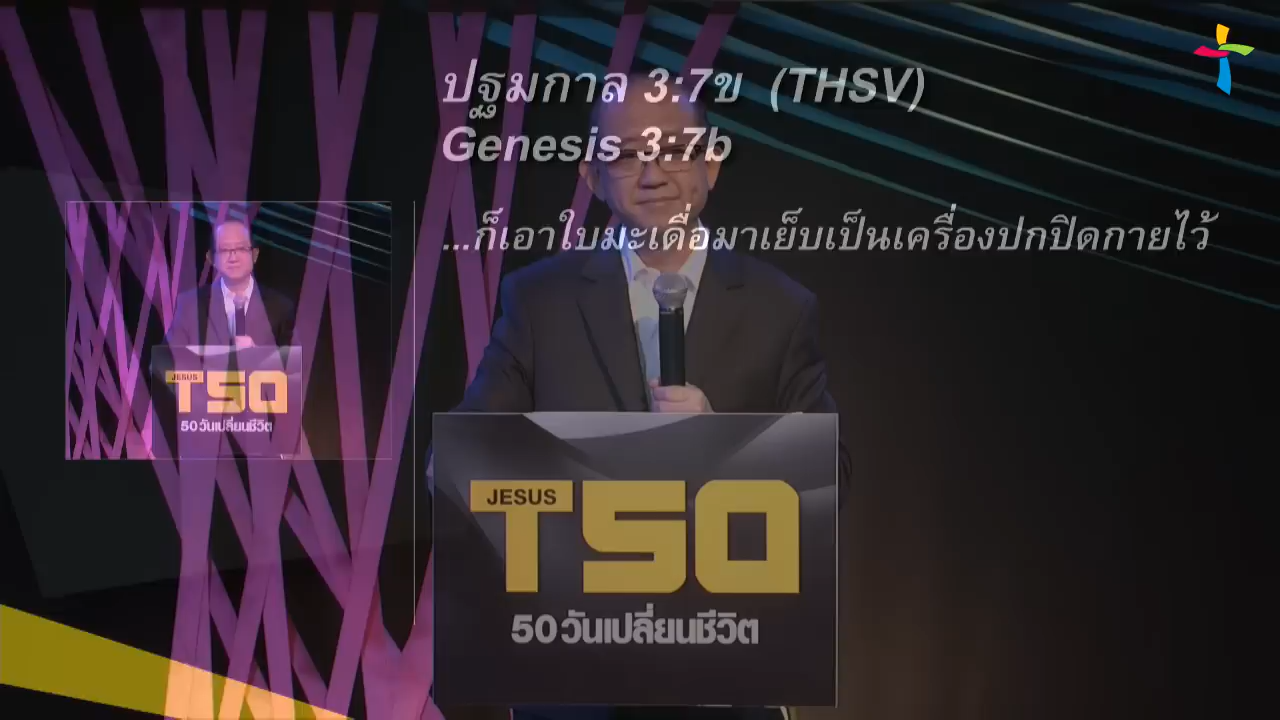 ปฐมกาล 3:7ข (THSV)
Genesis 3:7b
...ก็เอาใบมะเดื่อมาเย็บเป็นเครื่องปกปิดกายไว้
JESUS
T50
50วันเปลี่ยนชีวิต
JESUS
T50
50วันเปลี่ยนชีวิต